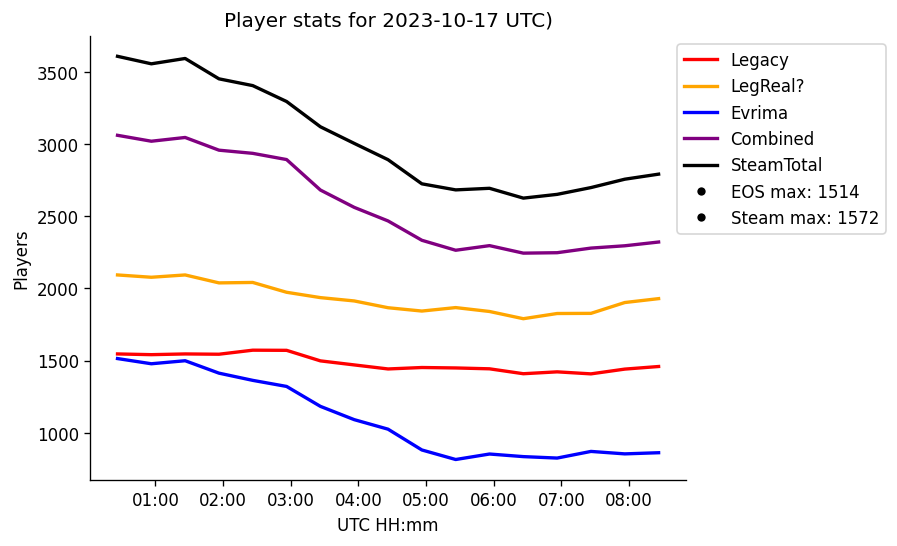 Player stats for 2023-10-17 UTC)
Legacy
LegReal?
Evrima
Combined
SteamTotal
EOS max: 1514
Steam max: 1572
Players
3500
3000
2500
2000
1500
1000
01:00 02:00 03:00 04:00 05:00 06:00 07:00 08:00
UTC HH:mm